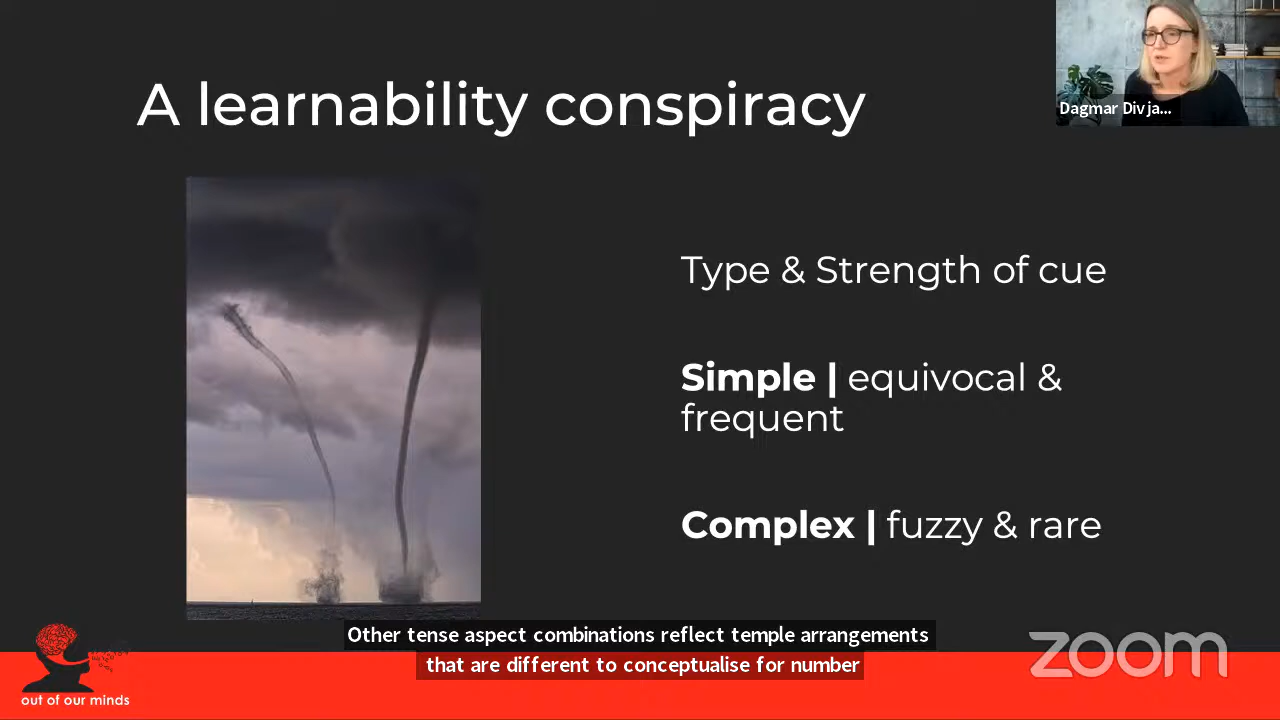 A learnability conspiracy
Dagmar Divja...
Type & Strength of cue
Simple | equivocal &
frequent
Complex | fuzzy & rare
Other tense aspect combinations reflect temple arrangements
that are different to conceptualise for number
out of our minds
zoom